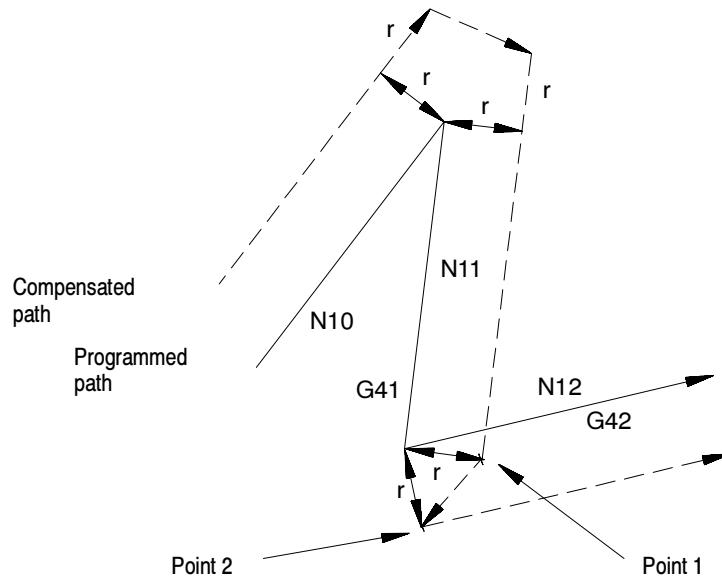 r
r
r
r
N11
Compensated
path
N10
Programmed
path
G41
N12
G42
r
r
Point 2
Point 1